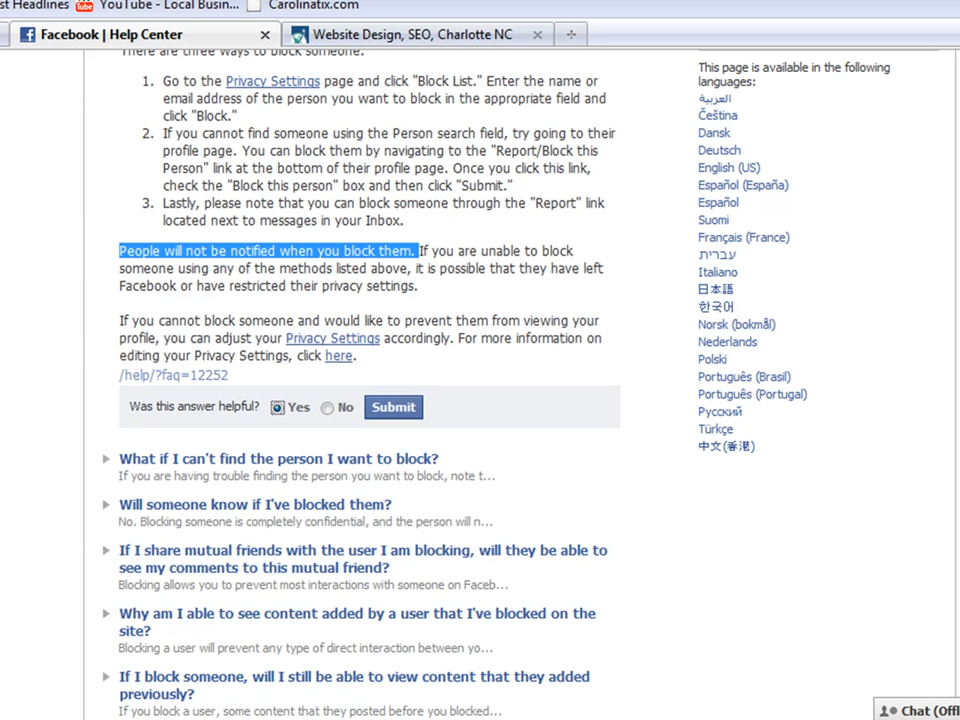 st Headlines YouTube - Local Busin... Carolinatix.com
Facebook | Help Center
Website Design, SEO, Charlotte NC
There are three ways to block someone:
1. Go to the Privacy Settings page and click "Block List." Enter the name or
email address of the person you want to block in the appropriate field and
click "Block."
2. If you cannot find someone using the Person search field, try going to their
profile page. You can block them by navigating to the "Report/Block this
Person" link at the bottom of their profile page. Once you click this link,
check the "Block this person" box and then click "Submit."
3. Lastly, please note that you can block someone through the "Report" link
located next to messages in your Inbox.
People will not be notified when you block them. If you are unable to block
someone using any of the methods listed above, it is possible that they have left
Facebook or have restricted their privacy settings.
If you cannot block someone and would like to prevent them from viewing your
profile, you can adjust your Privacy Settings accordingly. For more information on
editing your Privacy Settings, click here.
/help/?faq=12252
Was this answer helpful? Yes No Submit
What if I can't find the person I want to block?
If you are having trouble finding the person you want to block, note t...
Will someone know if I've blocked them?
No. Blocking someone is completely confidential, and the person will n...
If I share mutual friends with the user I am blocking, will they be able to
see my comments to this mutual friend?
Blocking allows you to prevent most interactions with someone on Faceb...
Why am I able to see content added by a user that I've blocked on the
site?
Blocking a user will prevent any type of direct interaction between yo...
If I block someone, will I still be able to view content that they added
previously?
If you block a user, some content that they posted before you blocked...
This page is available in the following
languages:
العربية
Čeština
Dansk
Deutsch
English (US)
Español (España)
Español
Suomi
Français (France)
עברית
Italiano
日本語
한국어
Norsk (bokmål)
Nederlands
Polski
Português (Brasil)
Português (Portugal)
Русский
Türkçe
中文(香港)
Chat (Offl